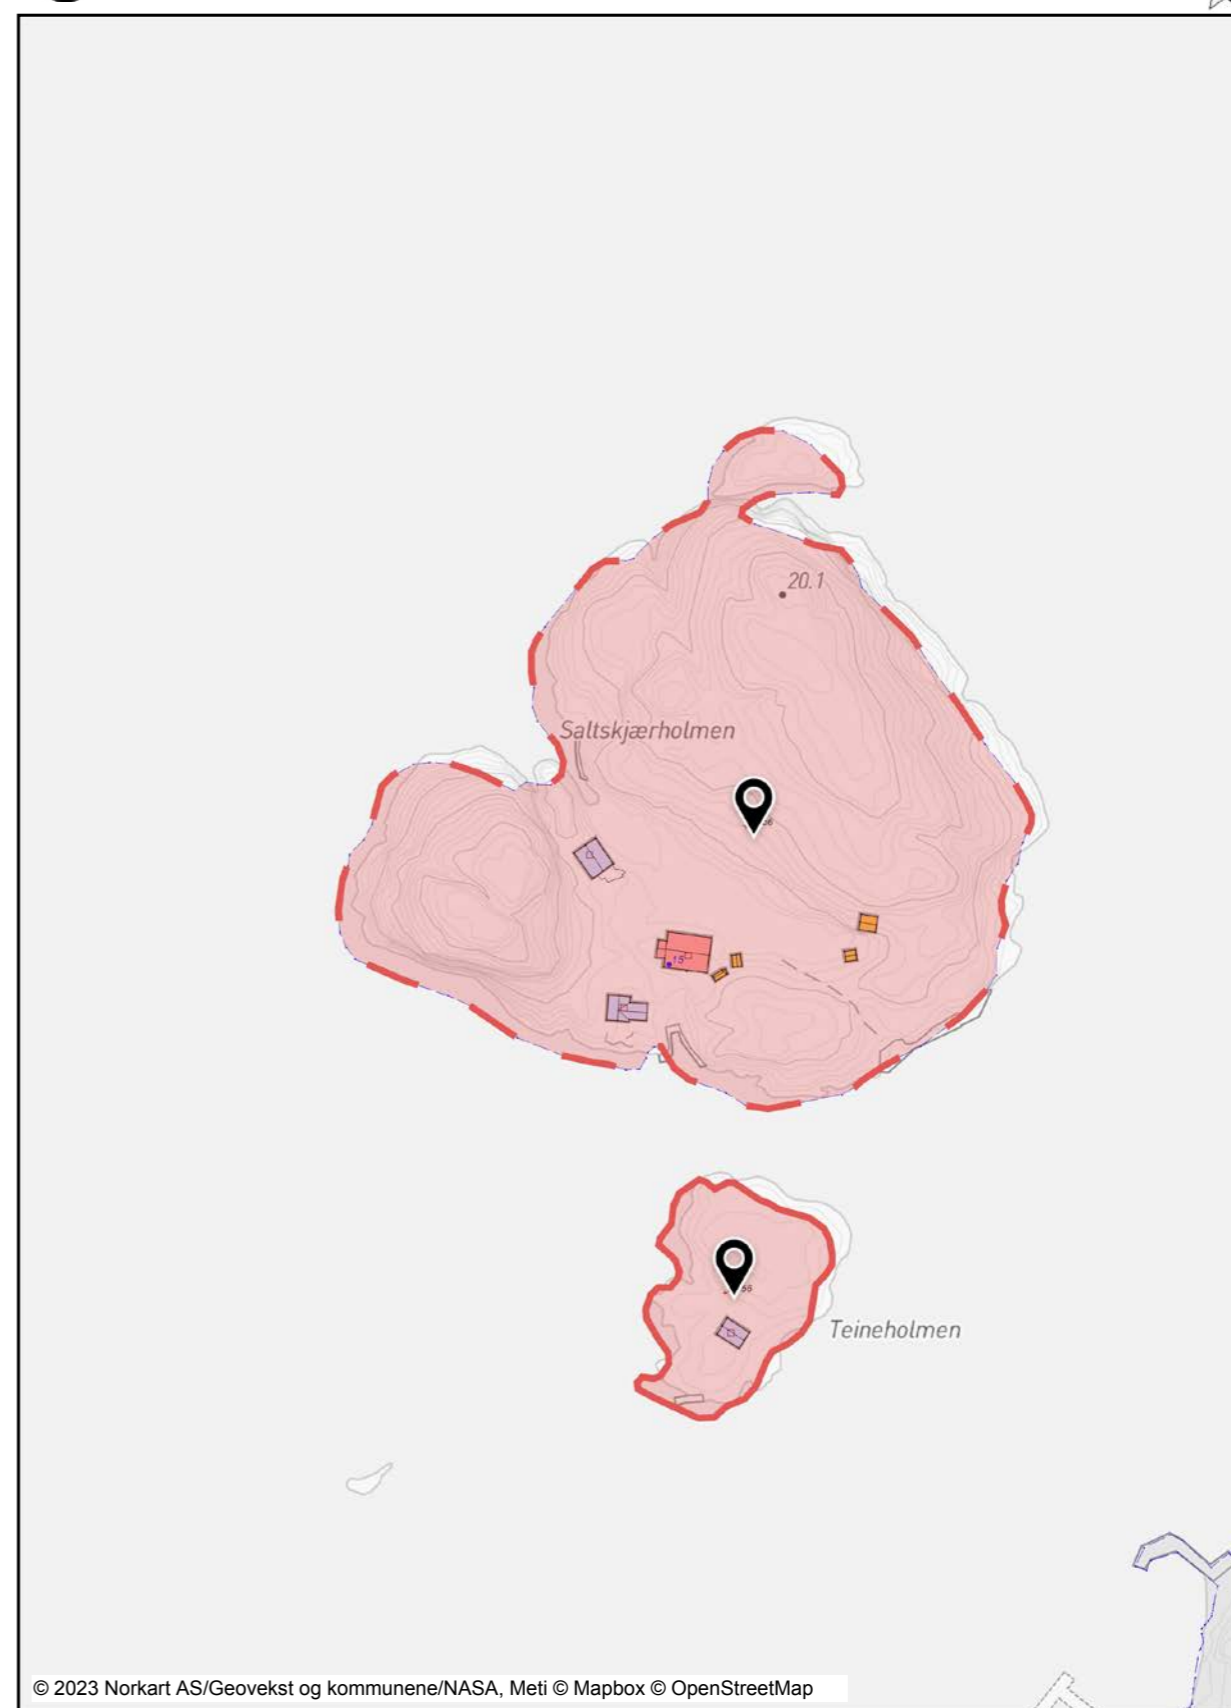 20.1
Saltskjærholmen
15
Teineholmen
© 2023 Norkart AS/Geovekst og kommunene/NASA, Meti © Mapbox © OpenStreetMap